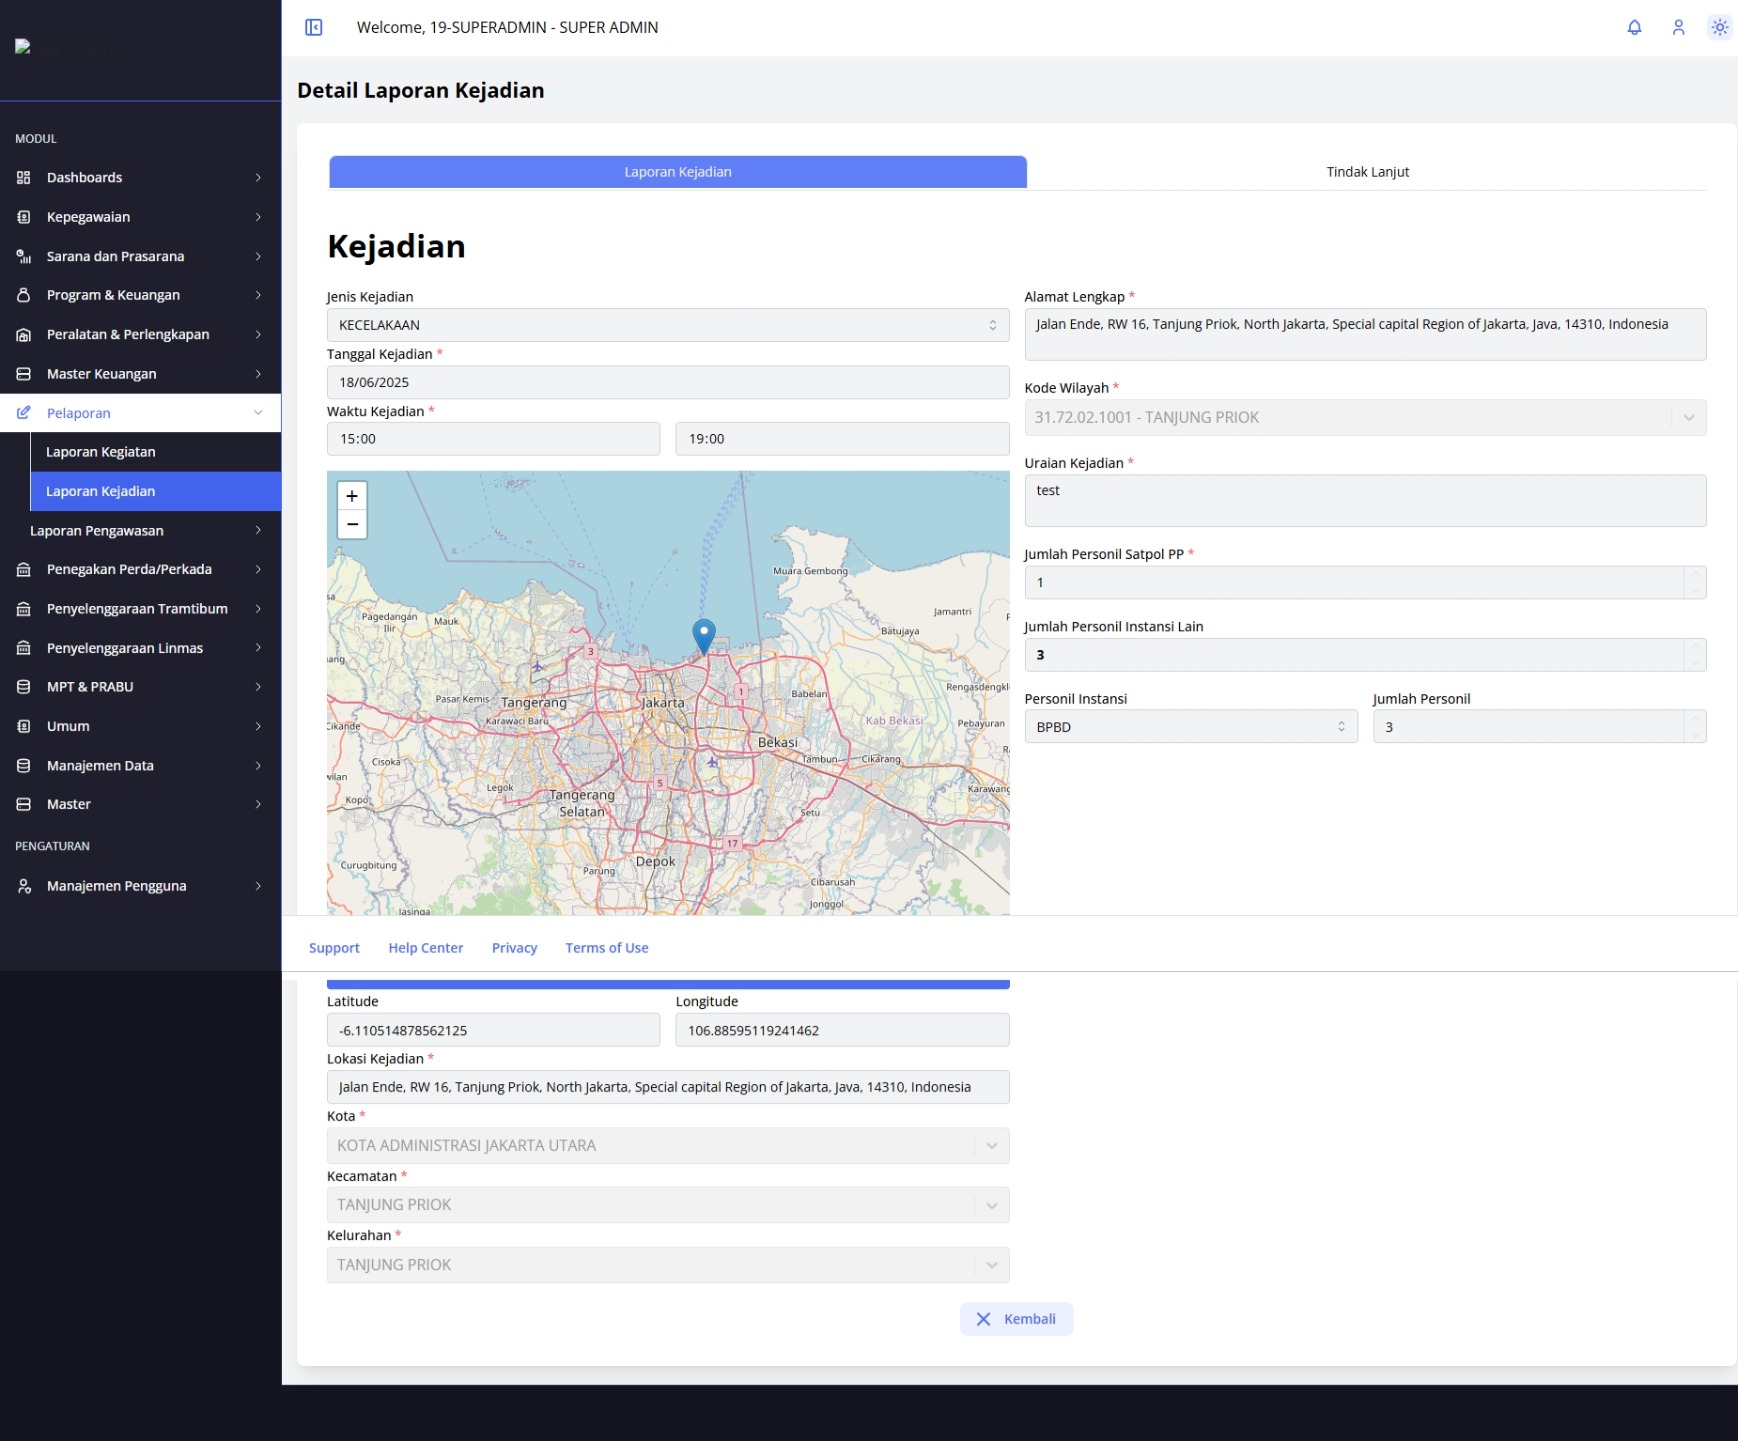 Welcome, 19-SUPERADMIN - SUPER ADMIN
MODUL
Dashboards
Kepegawaian
Sarana dan Prasarana
Program & Keuangan
Peralatan & Perlengkapan
Master Keuangan
Pelaporan
Laporan Kegiatan
Laporan Kejadian
Laporan Pengawasan
Penegakan Perda/Perkada
Penyelenggaraan Tramtibum
Penyelenggaraan Linmas
MPT & PRABU
Umum
Manajemen Data
Master
PENGATURAN
Manajemen Pengguna
Detail Laporan Kejadian
Laporan Kejadian
Tindak Lanjut
Kejadian
Jenis Kejadian
KECELAKAAN
Tanggal Kejadian *
18/06/2025
Waktu Kejadian *
15:00
19:00
+
−
Muara Gembong
Jamantri
Pagedangan
Ilir
Mauk
Batujaya
3
1
Rengasdengkl
Babelan
Pasar Kemis
Tangerang
Jakarta
Karawaci Baru
Cikande
Kab Bekasi
Pebayuran
Bekasi
Tambun
Cikarang
Cisoka
Legok
5
Karawang
Kopo
Tangerang
Selatan
Setu
17
Depok
Curugbitung
Parung
Cibarusah
Jonggol
Jasinga
Alamat Lengkap *
Jalan Ende, RW 16, Tanjung Priok, North Jakarta, Special capital Region of Jakarta, Java, 14310, Indonesia
Kode Wilayah *
31.72.02.1001 - TANJUNG PRIOK
Uraian Kejadian *
test
Jumlah Personil Satpol PP *
1
Jumlah Personil Instansi Lain
3
Personil Instansi
Jumlah Personil
BPBD
3
Support
Help Center
Privacy
Terms of Use
Latitude
Longitude
-6.110514878562125
106.88595119241462
Lokasi Kejadian *
Jalan Ende, RW 16, Tanjung Priok, North Jakarta, Special capital Region of Jakarta, Java, 14310, Indonesia
Kota *
KOTA ADMINISTRASI JAKARTA UTARA
Kecamatan *
TANJUNG PRIOK
Kelurahan *
TANJUNG PRIOK
Kembali